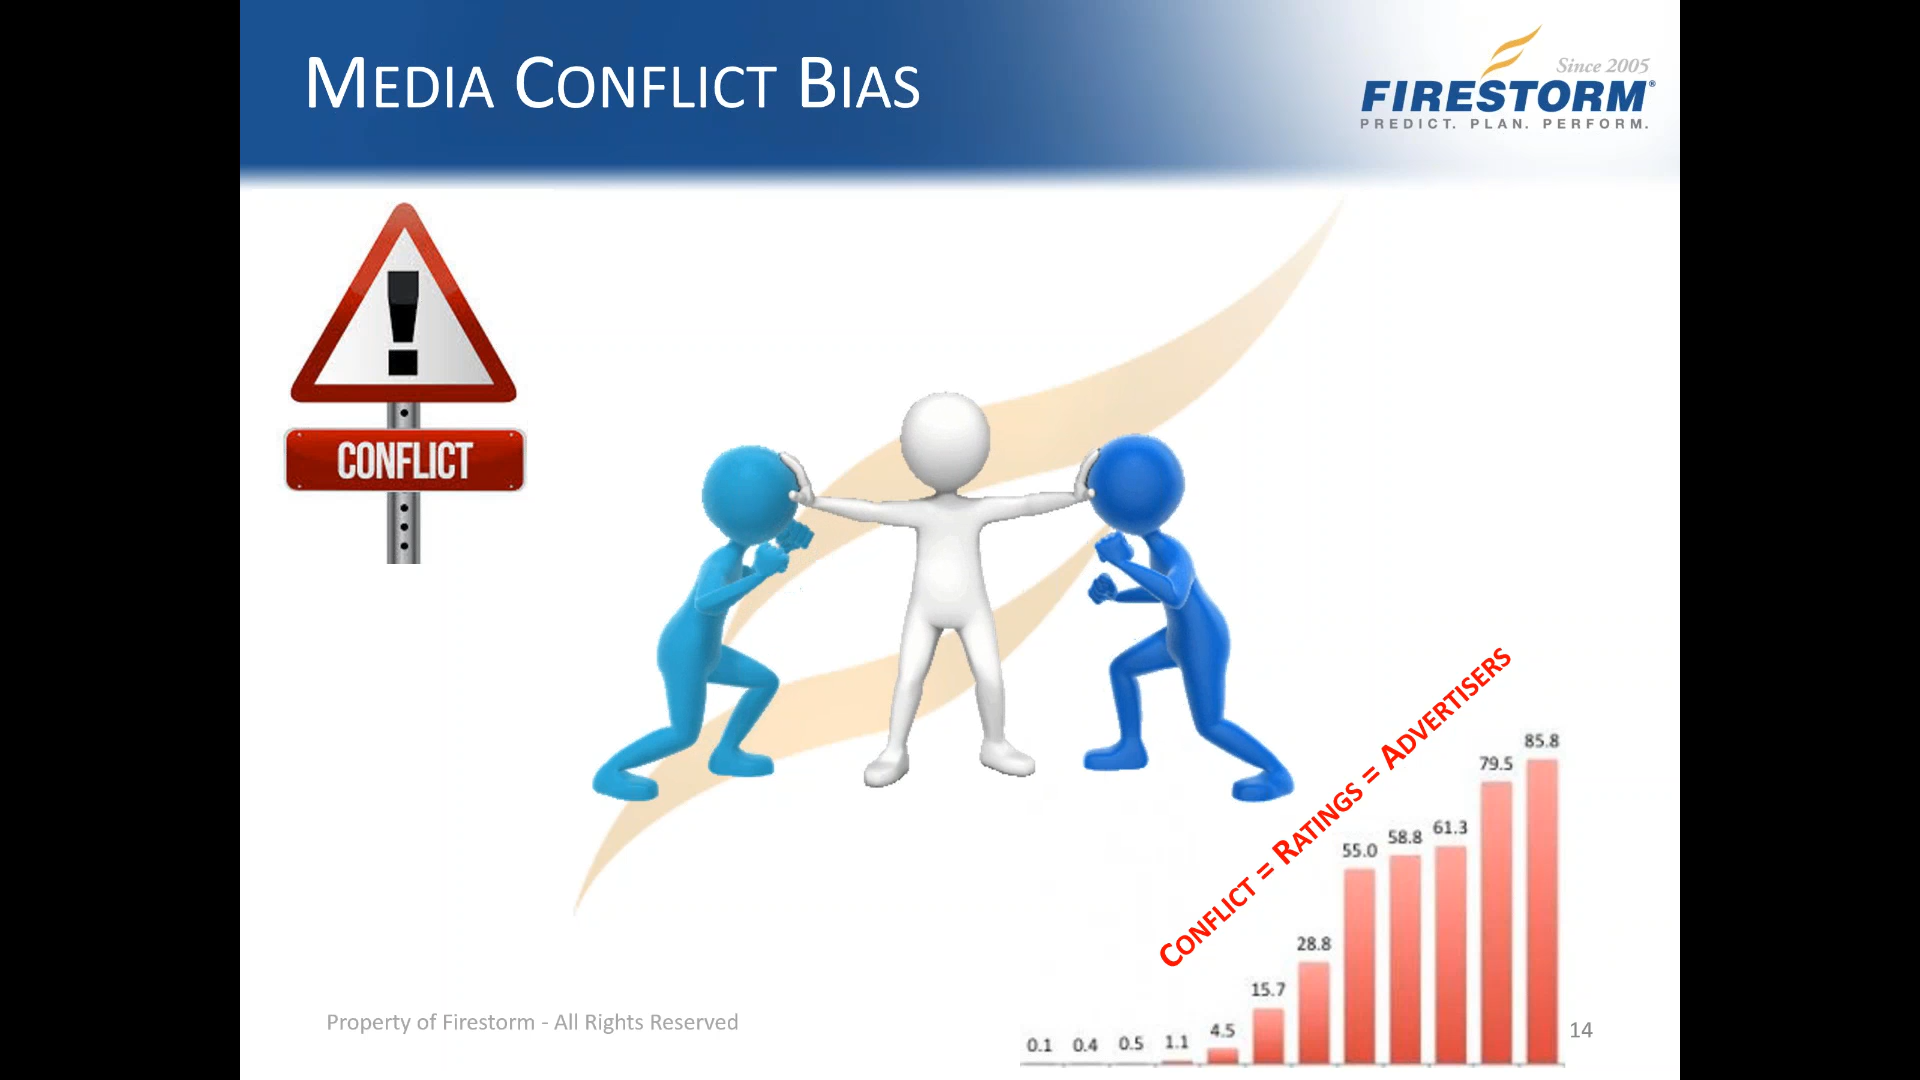 MEDIA CONFLICT BIAS
Since 2005
FIRESTORM®
PREDICT. PLAN. PERFORM.
!
CONFLICT
CONFLICT = RATINGS = ADVERTISERS
0.1 0.4 0.5 1.1 4.5 15.7 28.8 55.0 58.8 61.3 79.5 85.8
Property of Firestorm - All Rights Reserved
14